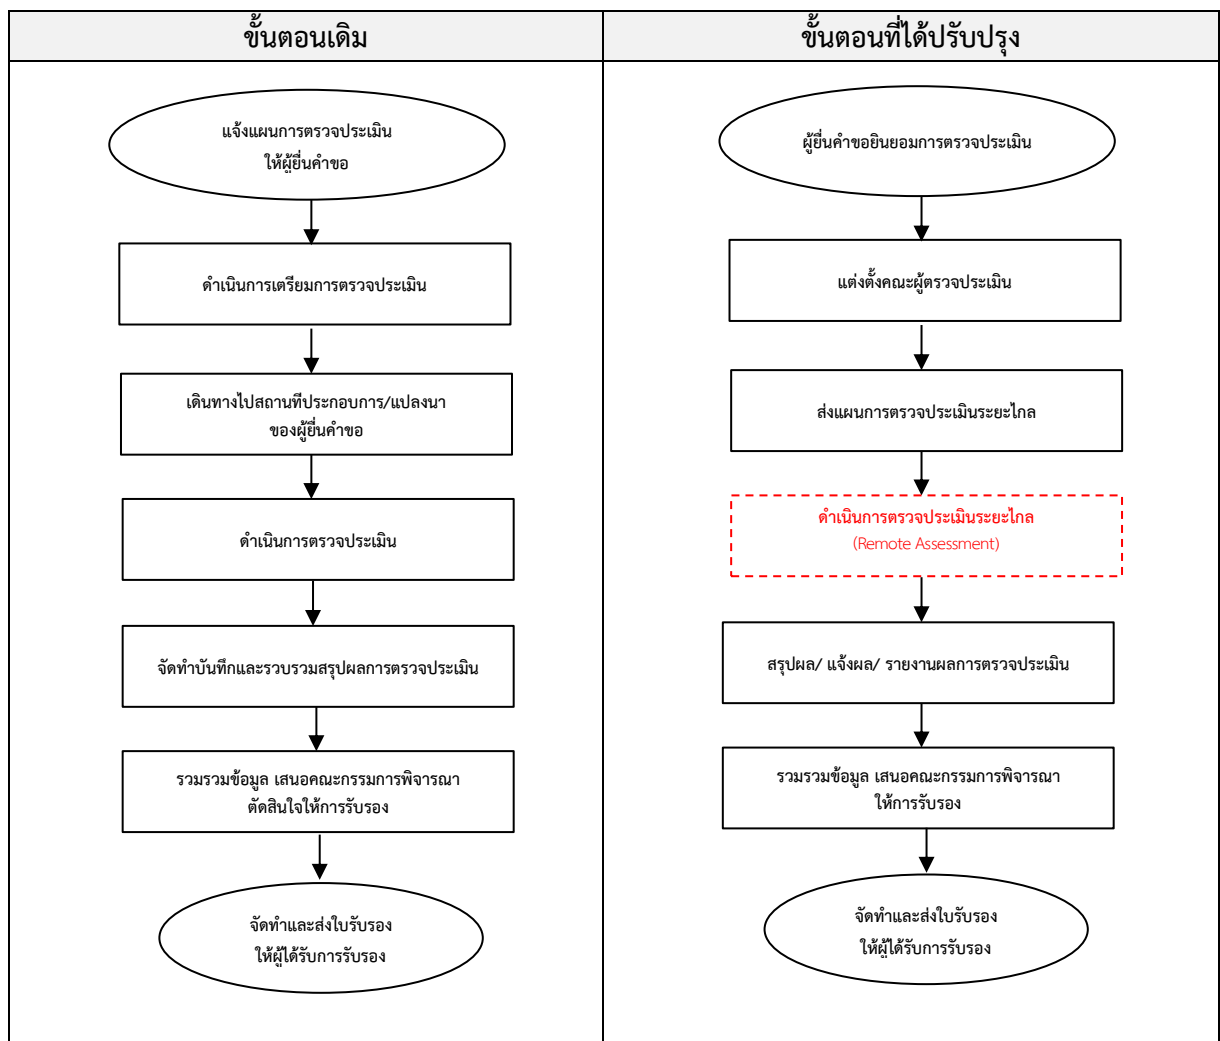 ขั้นตอนเดิม
แจ้งแผนการตรวจประเมิน
ให้ผู้ยื่นคำขอ
ดำเนินการเตรียมการตรวจประเมิน
เดินทางไปสถานที่ประกอบการ/แปลงนา
ของผู้ยื่นคำขอ
ดำเนินการตรวจประเมิน
จัดทำบันทึกและรวบรวมสรุปผลการตรวจประเมิน
รวมรวมข้อมูล เสนอคณะกรรมการพิจารณา
ตัดสินใจให้การรับรอง
จัดทำและส่งใบรับรอง
ให้ผู้ได้รับการรับรอง
ขั้นตอนที่ได้ปรับปรุง
ผู้ยื่นคำขอยินยอมการตรวจประเมิน
แต่งตั้งคณะผู้ตรวจประเมิน
ส่งแผนการตรวจประเมินระยะไกล
ดำเนินการตรวจประเมินระยะไกล
(Remote Assessment)
สรุปผล/ แจ้งผล/ รายงานผลการตรวจประเมิน
รวมรวมข้อมูล เสนอคณะกรรมการพิจารณา
ให้การรับรอง
จัดทำและส่งใบรับรอง
ให้ผู้ได้รับการรับรอง